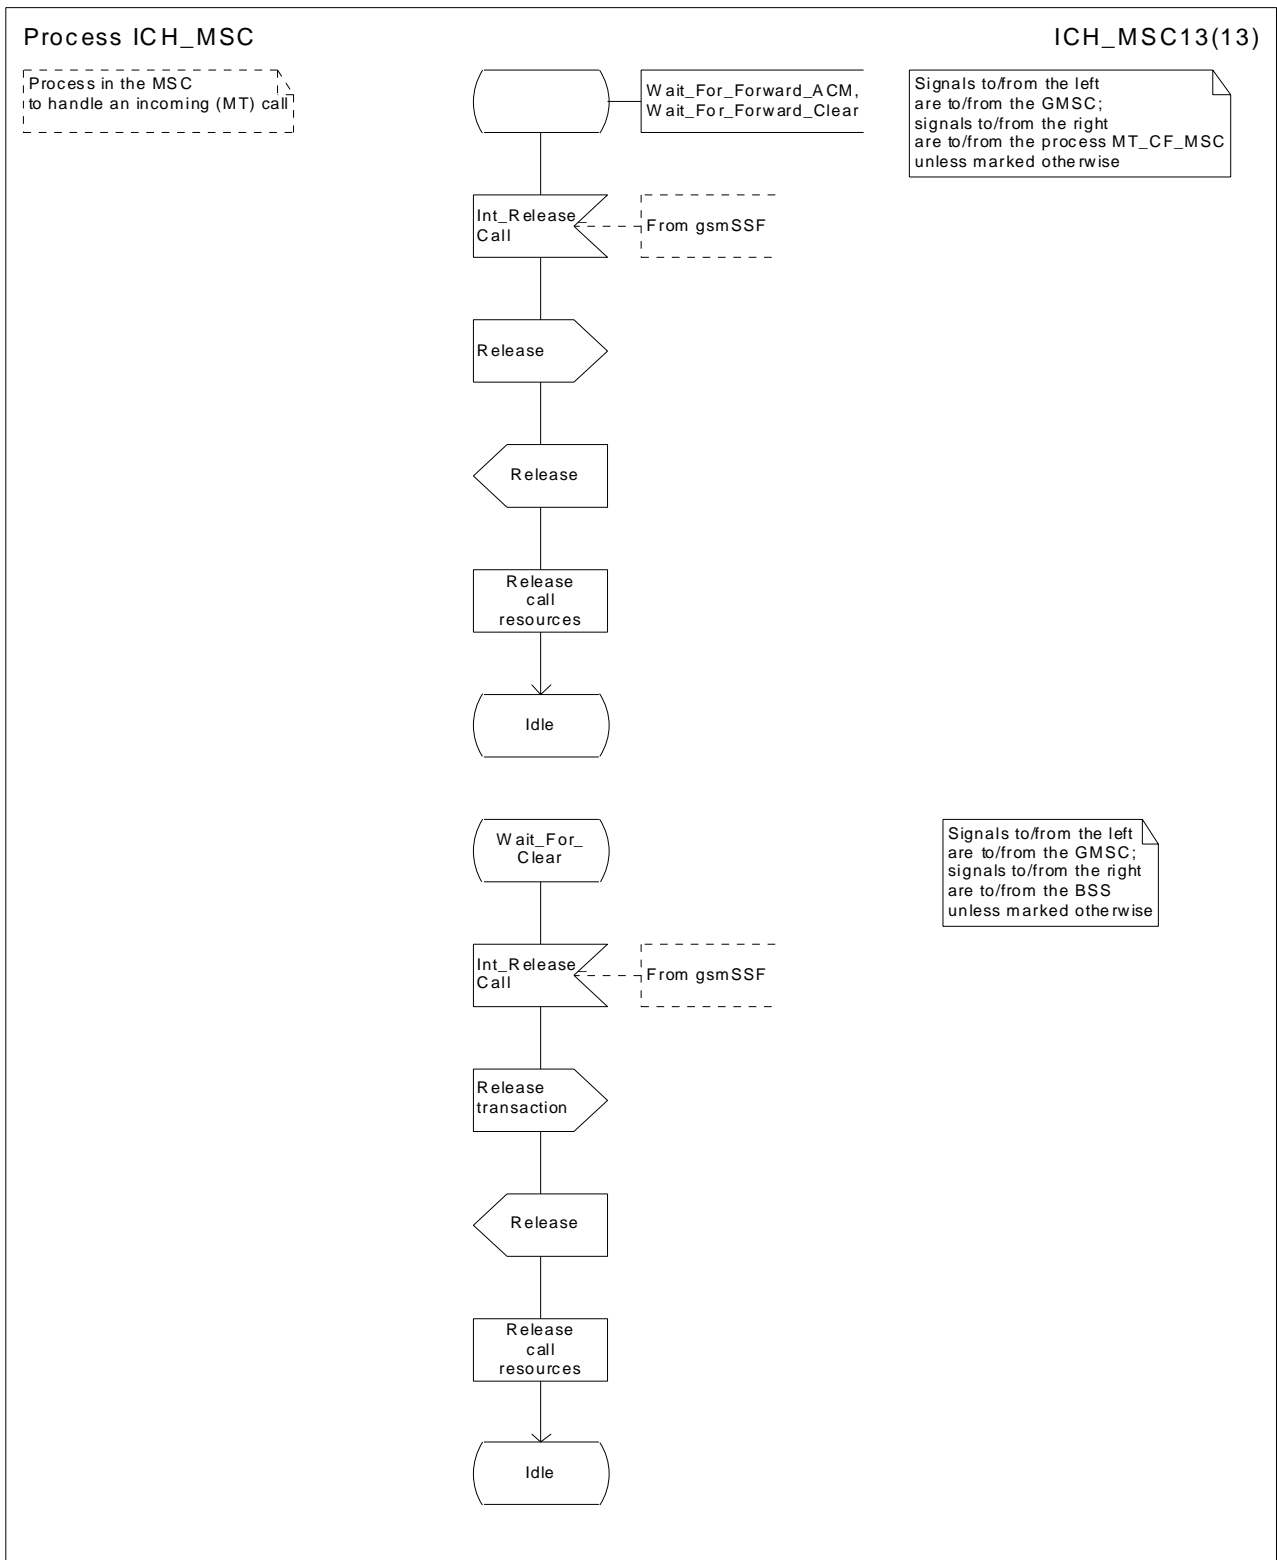 Process ICH_MSC
ICH_MSC13(13)
Process in the MSC
to handle an incoming (MT) call
Wait_For_Forward_ACM,
Wait_For_Forward_Clear
Signals to/from the left
are to/from the GMSC;
signals to/from the right
are to/from the process MT_CF_MSC
unless marked otherwise
Int_Release_
Call
From gsmSSF
Release
Release
Release
call
resources
Idle
Wait_For_
Clear
Signals to/from the left
are to/from the GMSC;
signals to/from the right
are to/from the BSS
unless marked otherwise
Int_Release_
Call
From gsmSSF
Release
transaction
Release
Release
call
resources
Idle